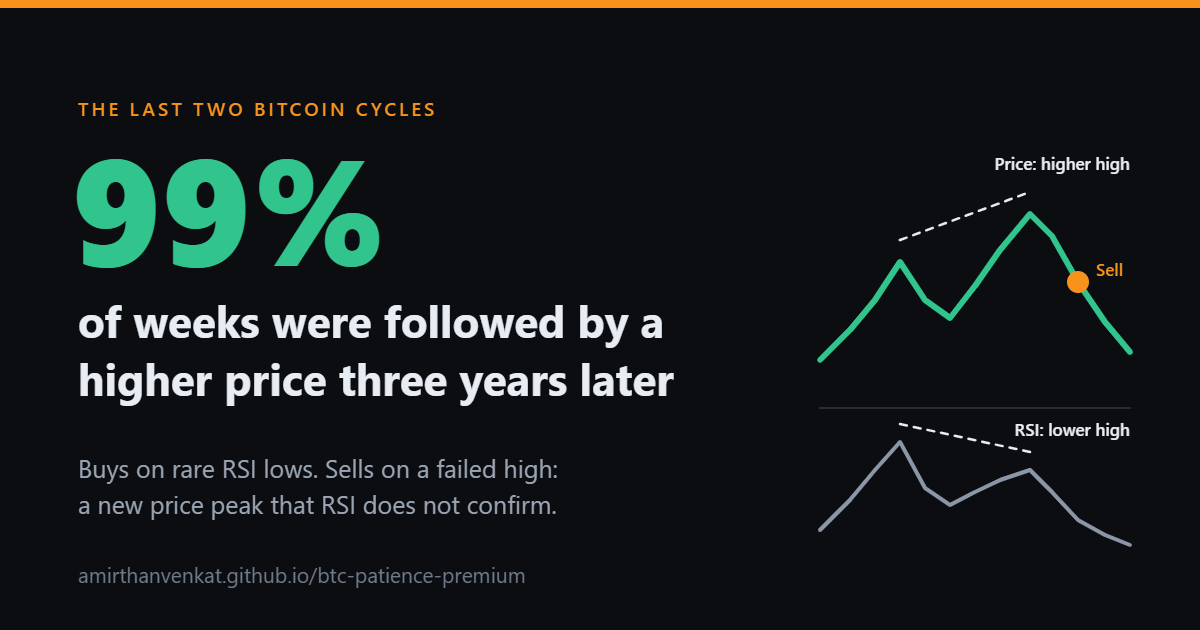 THE LAST TWO BITCOIN CYCLES
99%
of weeks were followed by a
higher price three years later
Buys on rare RSI lows. Sells on a failed high:
a new price peak that RSI does not confirm.
amirthanvenkat.github.io/btc-patience-premium
Price: higher high
Sell
RSI: lower high